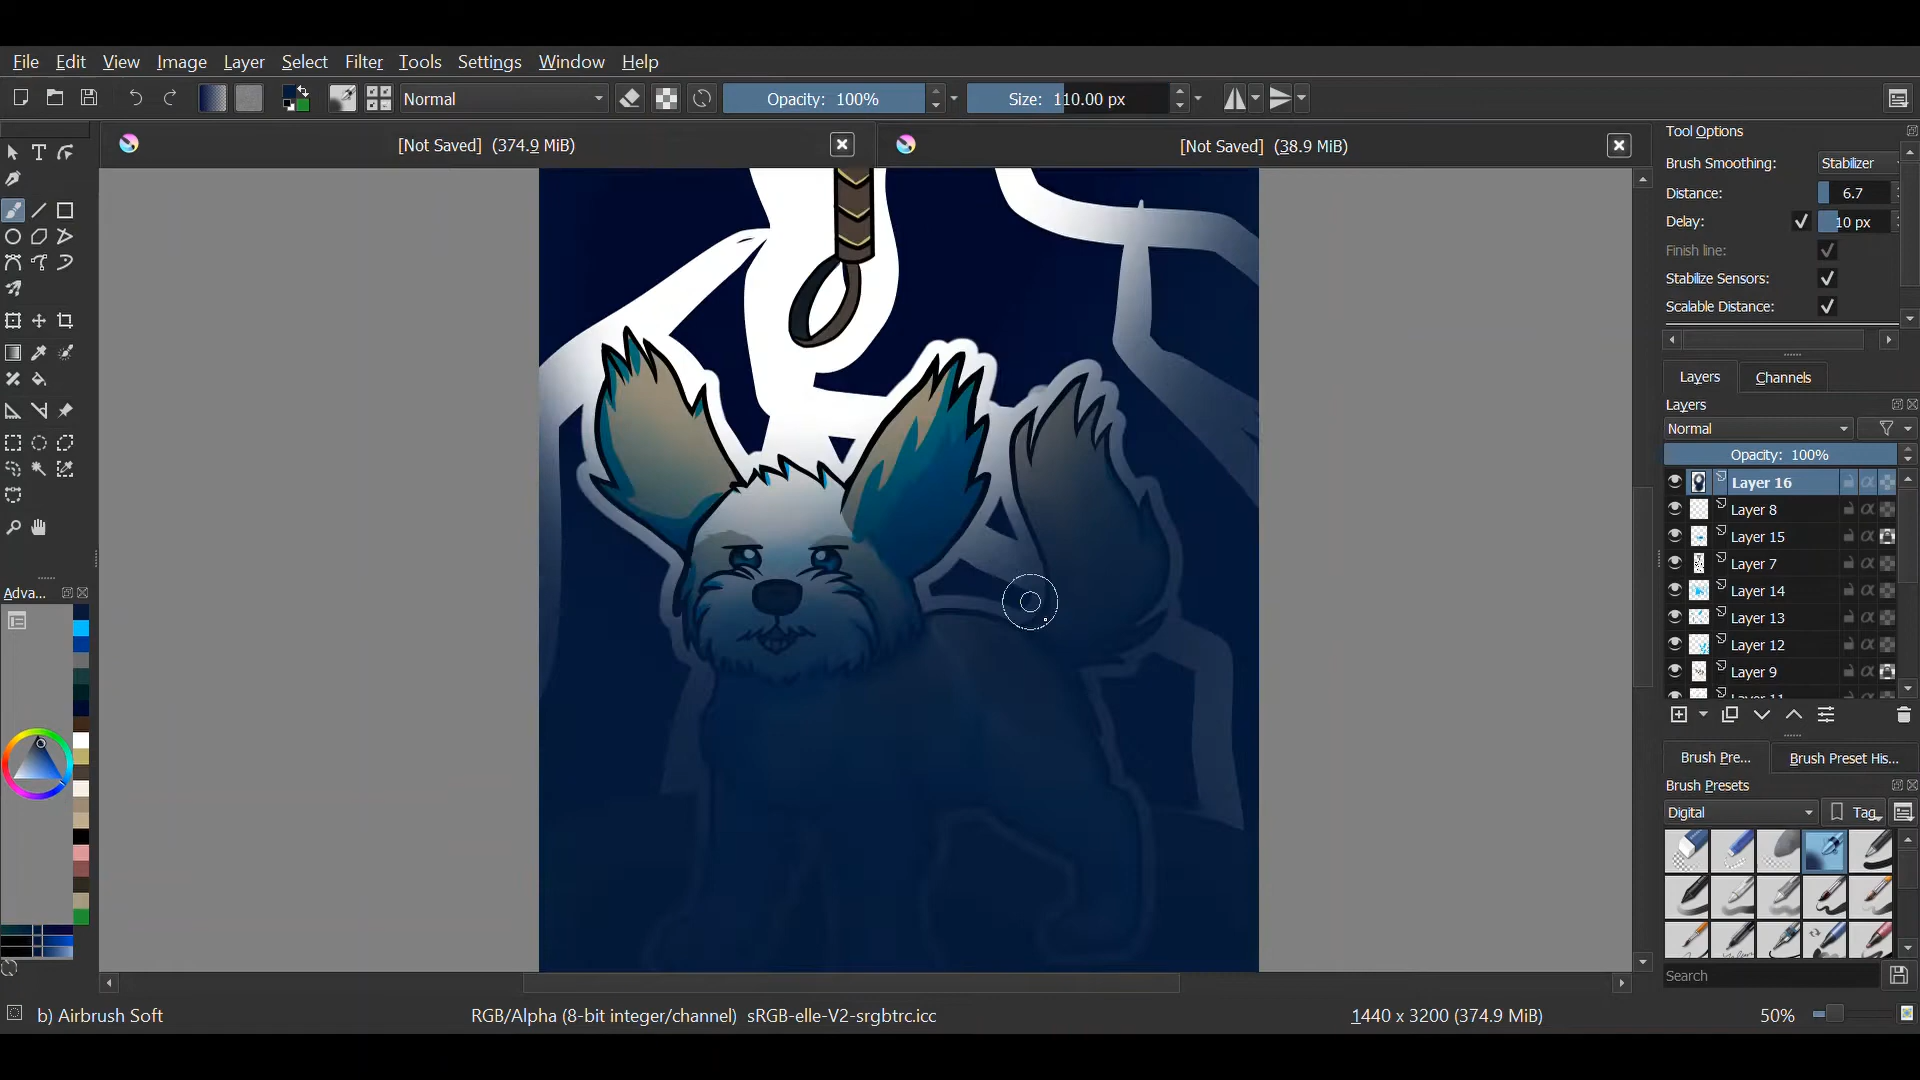 File Edit View Image Layer Select Filter Tools Settings Window Help
Normal Opacity: 100% Size: 110.00 px
[Not Saved] (374.9 MiB) [Not Saved] (38.9 MiB)
Tool Options
Brush Smoothing: Stabilizer
Distance: 6.7
Delay: 10 px
Finish line:
Stabilize Sensors:
Scalable Distance:
Layers Channels
Layers
Normal
Opacity: 100%
Layer 16
Layer 8
Layer 15
Layer 7
Layer 14
Layer 13
Layer 12
Layer 9
Adva...
Brush Pre... Brush Preset His...
Brush Presets
Digital Tag
Search
b) Airbrush Soft RGB/Alpha (8-bit integer/channel) sRGB-elle-V2-srgbtrc.icc 1440 x 3200 (374.9 MiB) 50%